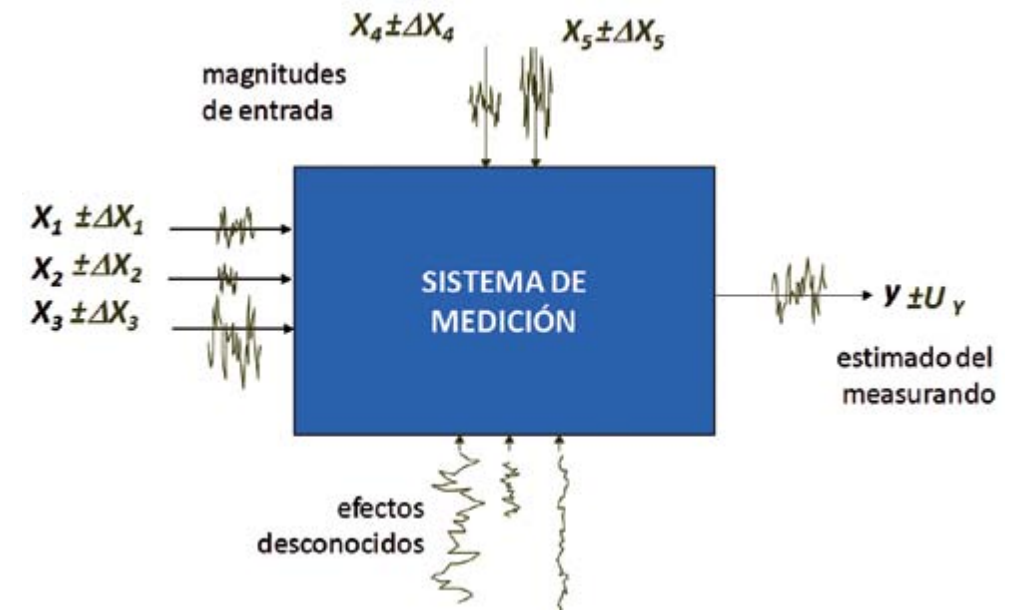 X4±ΔX4
X5±ΔX5
magnitudes
de entrada
X1 ±ΔX1
X2 ±ΔX2
X3 ±ΔX3
SISTEMA DE
MEDICIÓN
y ±UY
estimado del
measurando
efectos
desconocidos